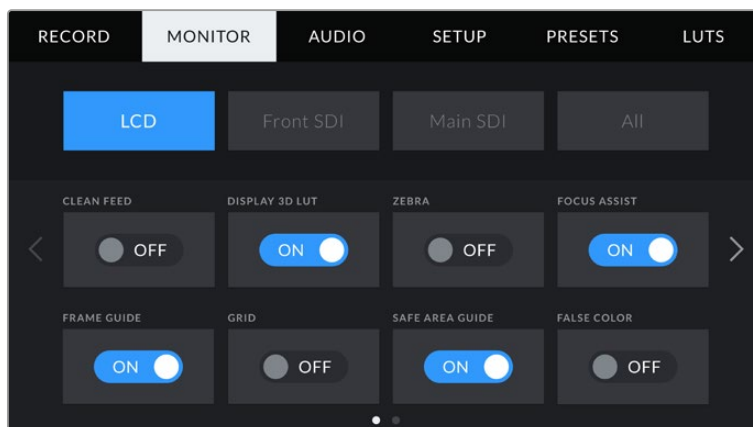 RECORD MONITOR AUDIO SETUP PRESETS LUTS
LCD Front SDI Main SDI All
CLEAN FEED DISPLAY 3D LUT ZEBRA FOCUS ASSIST
OFF ON OFF ON
FRAME GUIDE GRID SAFE AREA GUIDE FALSE COLOR
ON OFF ON OFF